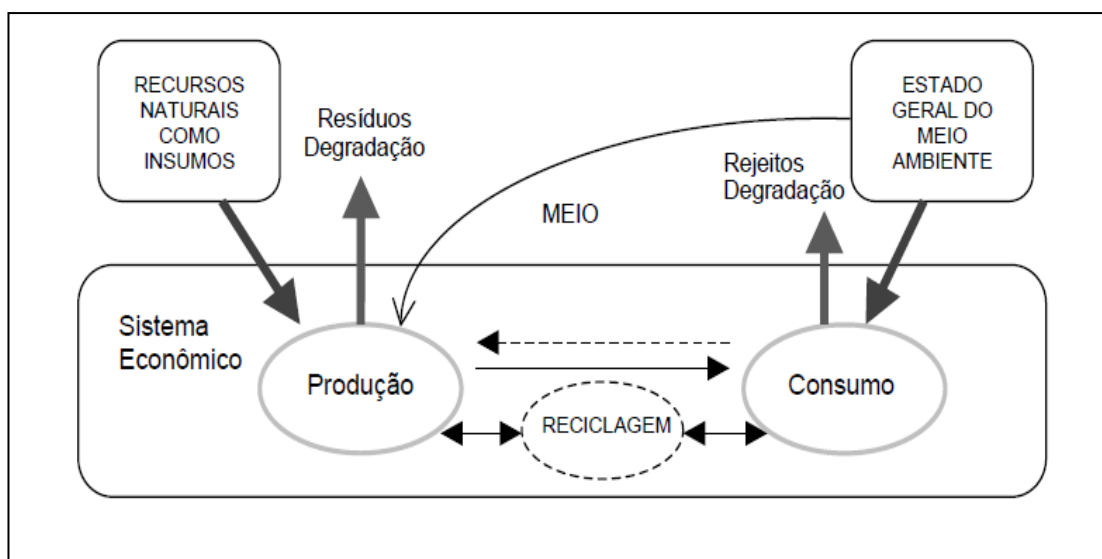 RECURSOS
NATURAIS
COMO
INSUMOS
Resíduos
Degradação
ESTADO
GERAL DO
MEIO
AMBIENTE
Rejeitos
Degradação
MEIO
Sistema
Econômico
Produção
Consumo
RECICLAGEM